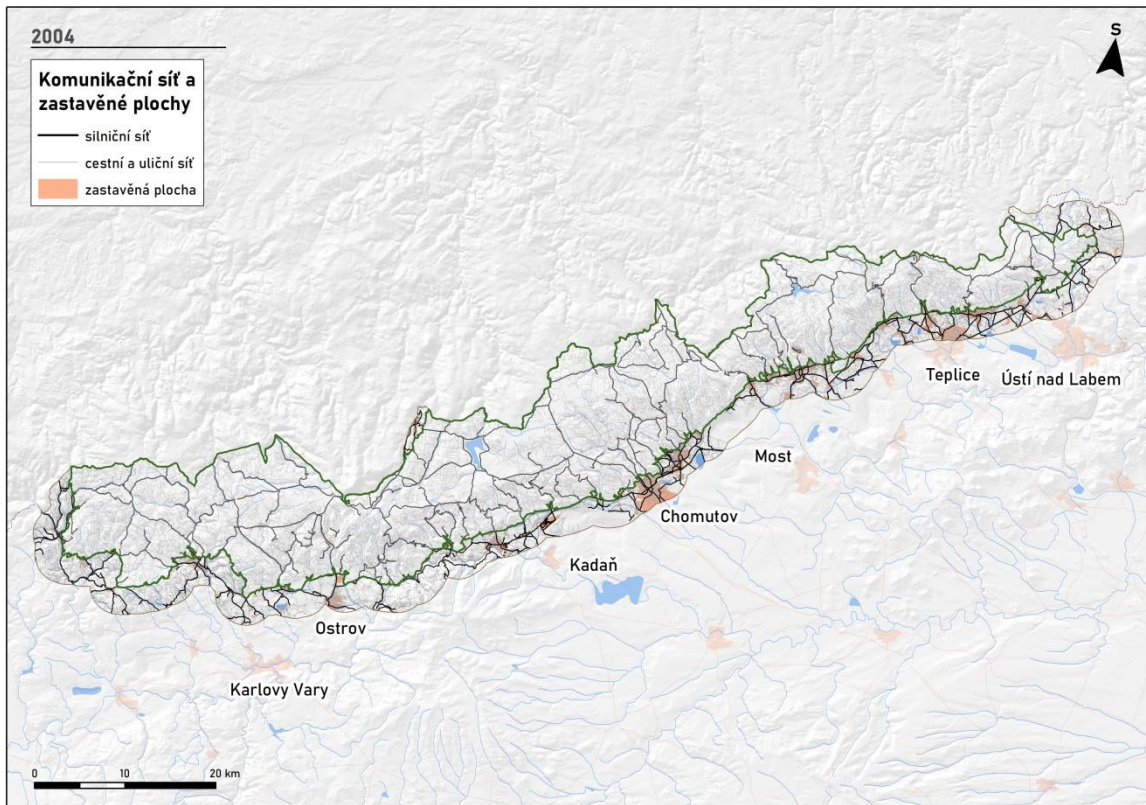 2004
Komunikační síť a
zastavěné plochy
silniční síť
cestní a uliční síť
zastavěná plocha
S
Teplice
Ústí nad Labem
Most
Chomutov
Kadaň
Ostrov
Karlovy Vary
0 10 20 km